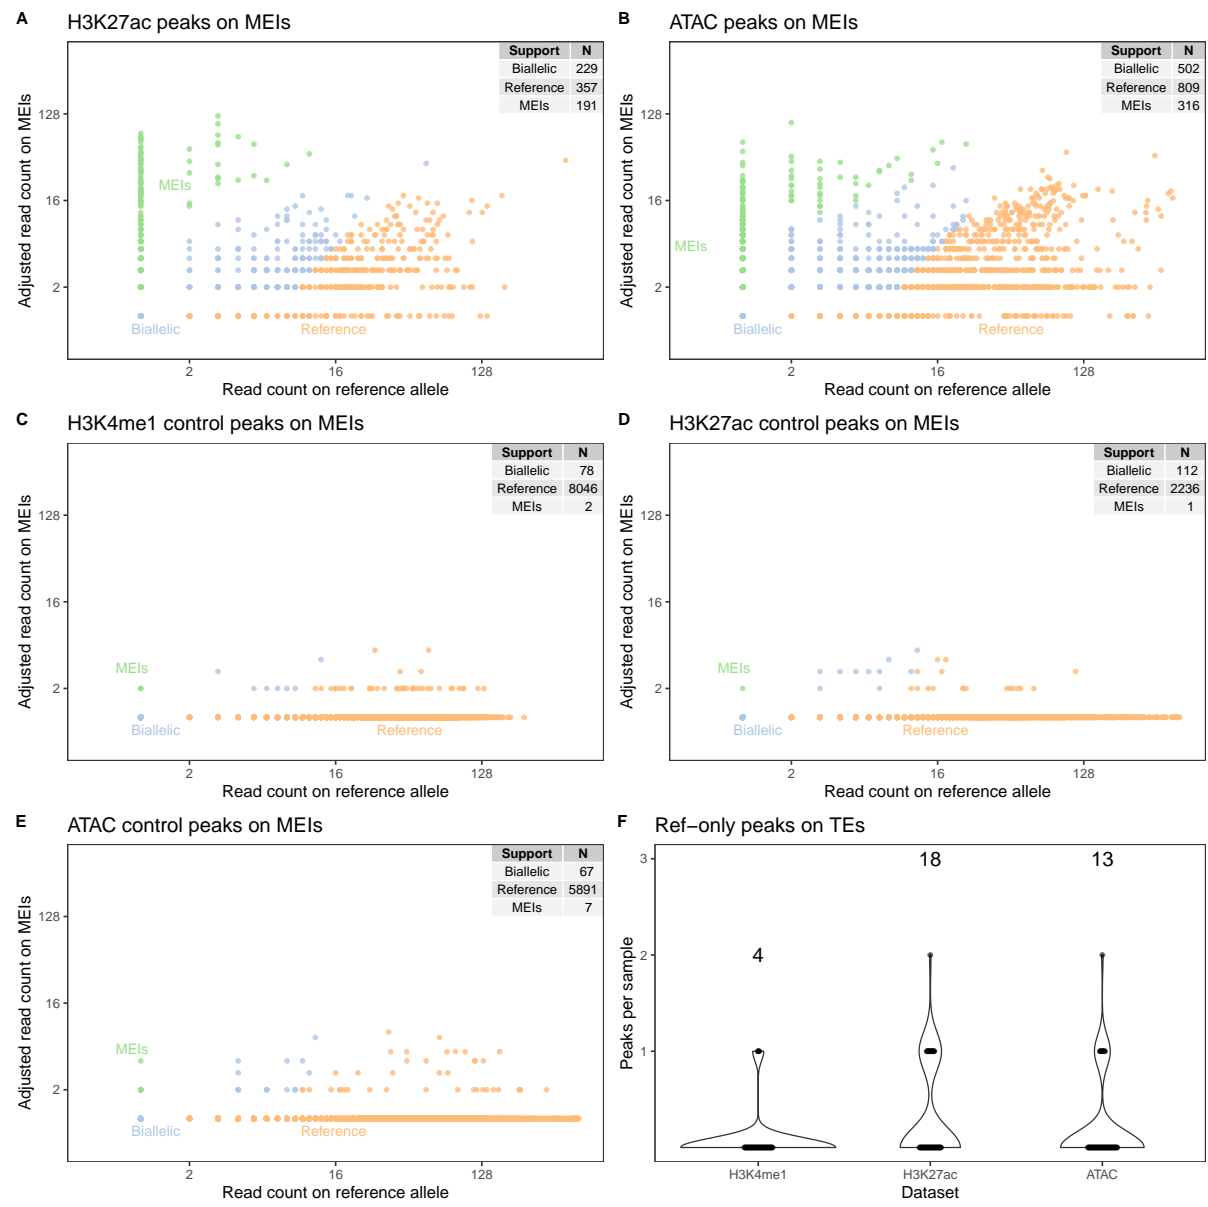 A H3K27ac peaks on MEIs
Support N
Biallelic 229
Reference 357
MEIs 191
128
16
2
Adjusted read count on MEIs
MEIs
Biallelic
Reference
2 16 128
Read count on reference allele
B ATAC peaks on MEIs
Support N
Biallelic 502
Reference 809
MEIs 316
128
16
2
Adjusted read count on MEIs
MEIs
Biallelic
Reference
2 16 128
Read count on reference allele
C H3K4me1 control peaks on MEIs
Support N
Biallelic 78
Reference 8046
MEIs 2
128
16
2
Adjusted read count on MEIs
MEIs
Biallelic
Reference
2 16 128
Read count on reference allele
D H3K27ac control peaks on MEIs
Support N
Biallelic 112
Reference 2236
MEIs 1
128
16
2
Adjusted read count on MEIs
MEIs
Biallelic
Reference
2 16 128
Read count on reference allele
E ATAC control peaks on MEIs
Support N
Biallelic 67
Reference 5891
MEIs 7
128
16
2
Adjusted read count on MEIs
MEIs
Biallelic
Reference
2 16 128
Read count on reference allele
F Ref−only peaks on TEs
3
2
1
Peaks per sample
4
18
13
H3K4me1 H3K27ac ATAC
Dataset